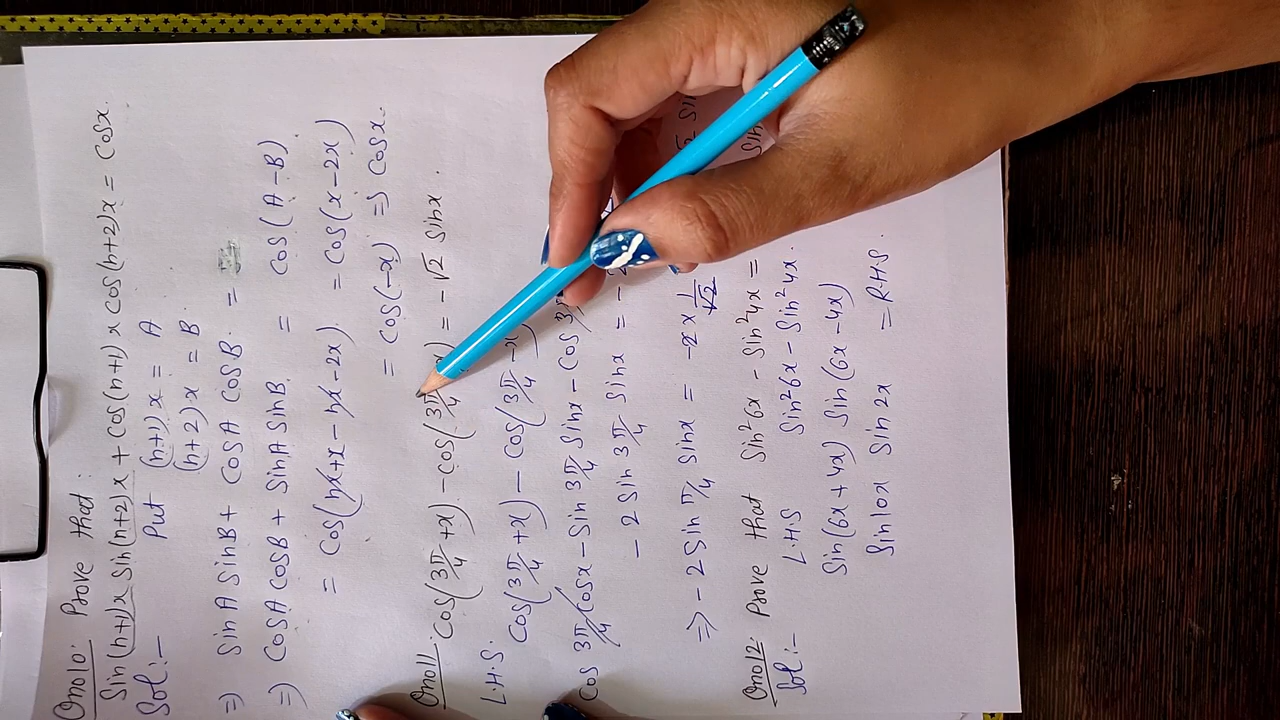 Qno10: Prove that:
Sin(n+1)x Sin(n+2)x + Cos(n+1)x Cos(n+2)x = Cosx.
Sol:- Put (n+1)x = A
(n+2)x = B
⇒ SinA SinB + CosA CosB. =
⇒ CosA CosB + SinA SinB = Cos(A-B)
= Cos(nx+x-nx-2x) = Cos(x-2x)
= Cos(-x) ⇒ Cosx.
Qno11: Cos(3π/4 + x) - Cos(3π/4 x) = -√2 Sinx.
L.H.S
Cos(3π/4 + x) - Cos(3π/4 - x)
Cos 3π/4 Cosx - Sin 3π/4 Sinx - Cos
- 2 Sin 3π/4 Sinx = -
⇒ -2 Sin π/4 Sinx = -2 x 1/√2
Qno12: Prove that Sin²6x - Sin²4x =
Sol:- L.H.S Sin²6x - Sin²4x.
Sin(6x+4x) Sin(6x-4x)
Sin10x Sin2x = R.H.S.